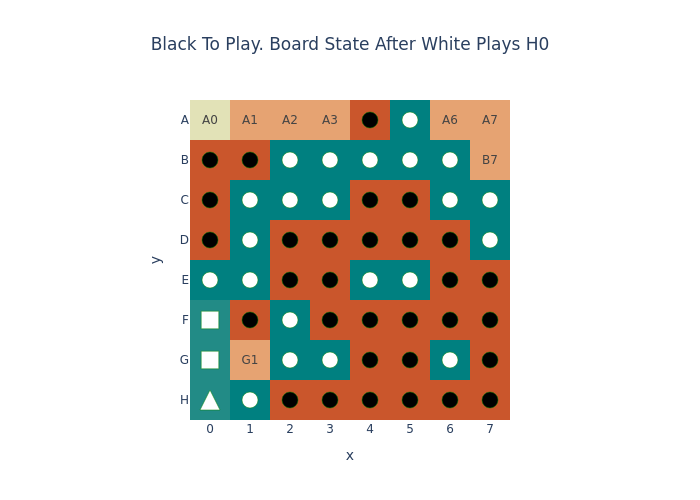 Black To Play. Board State After White Plays H0
A A0 A1 A2 A3 A6 A7
B B7
C
D
y
E
F
G G1
H
0 1 2 3 4 5 6 7
x